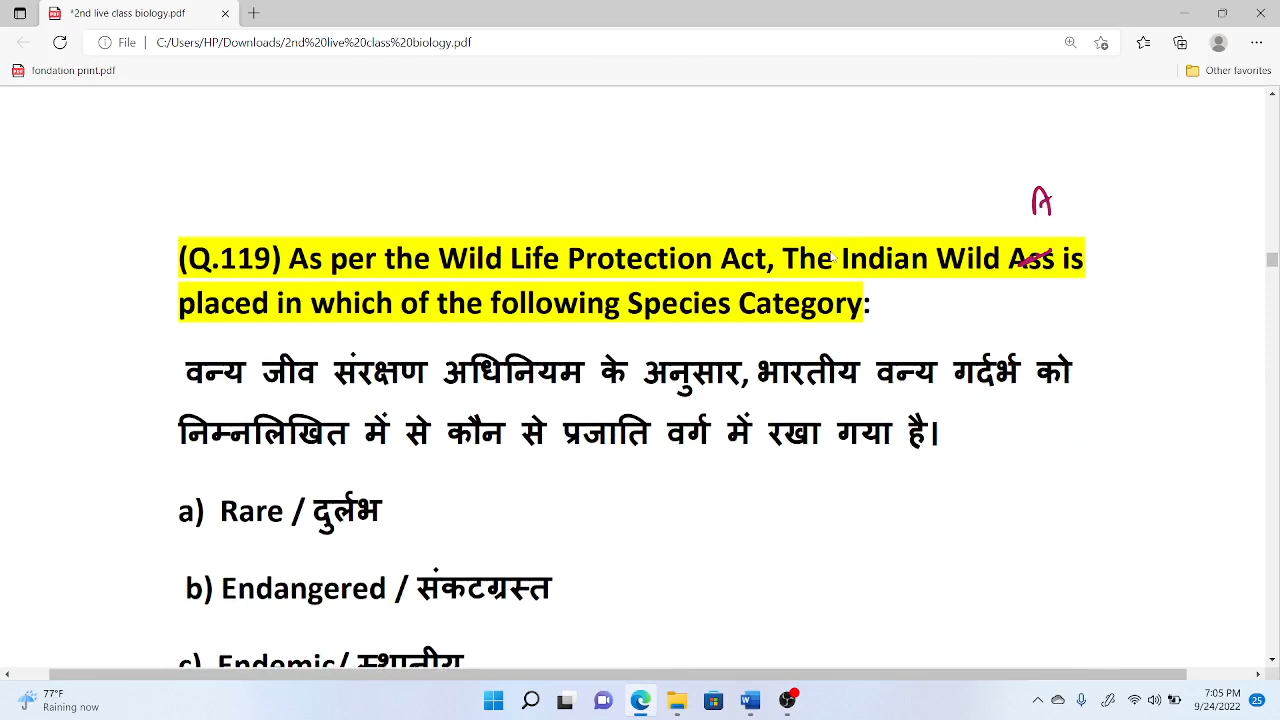 *2nd live class biology.pdf
File C:/Users/HP/Downloads/2nd%20live%20class%20biology.pdf
fondation print.pdf Other favorites
A
(Q.119) As per the Wild Life Protection Act, The Indian Wild Ass is
placed in which of the following Species Category:
वन्य जीव संरक्षण अधिनियम के अनुसार, भारतीय वन्य गर्दर्भ को
निम्नलिखित में से कौन से प्रजाति वर्ग में रखा गया है।
a) Rare / दुर्लभ
b) Endangered / संकटग्रस्त
c) Endemic/ स्थानीय
77°F 7:05 PM
Raining now 9/24/2022 25